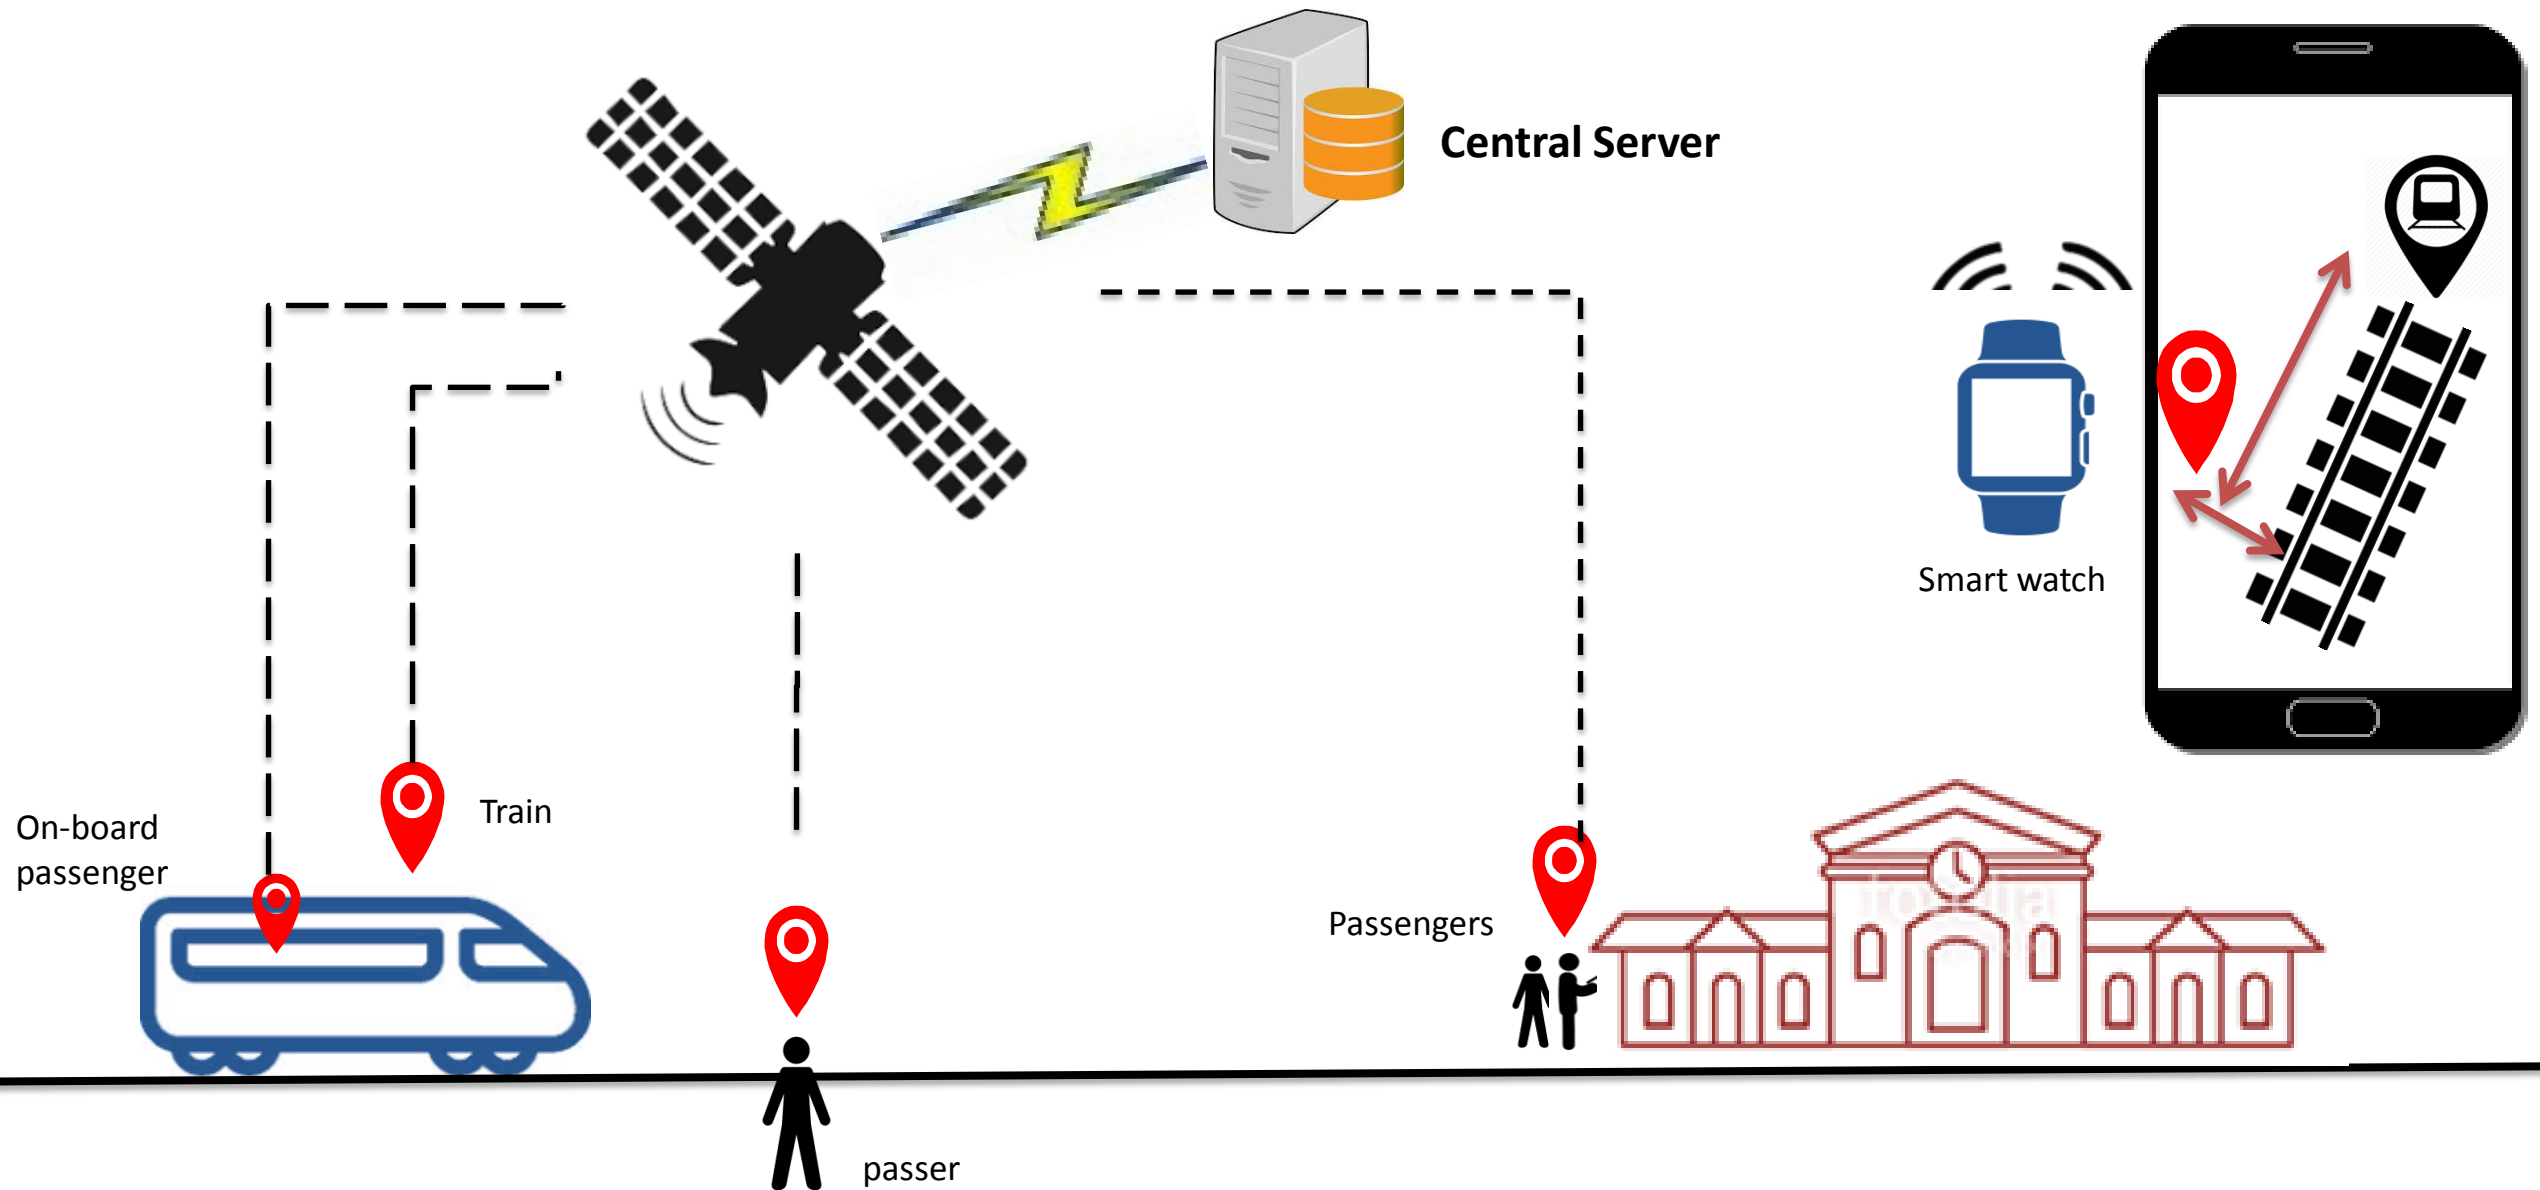 Central Server
Smart watch
On-board
passenger
Train
Passengers
passer